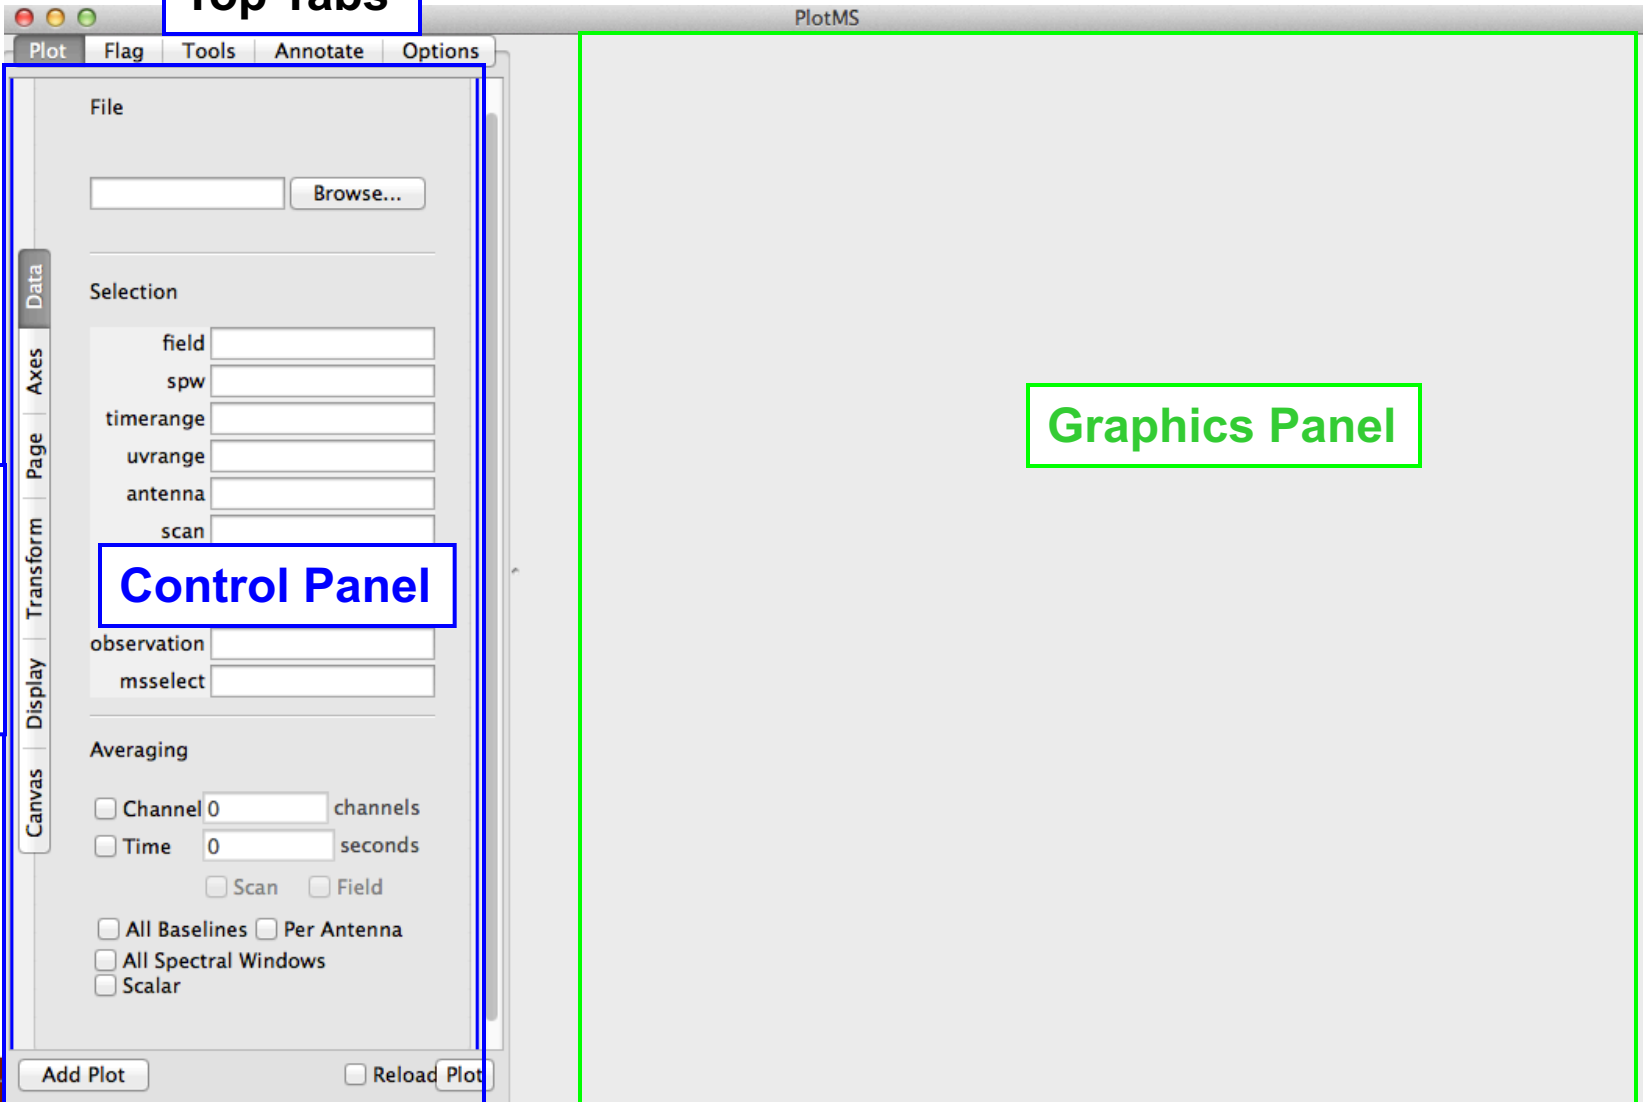 Top Tabs
PlotMS
Plot Flag Tools Annotate Options
File
Browse...
Data
Axes
Page
Transform
Display
Canvas
Selection
field
spw
timerange
uvrange
antenna
scan
Control Panel
observation
msselect
Averaging
Channel 0 channels
Time 0 seconds
Scan Field
All Baselines Per Antenna
All Spectral Windows
Scalar
Add Plot Reload Plot
Graphics Panel